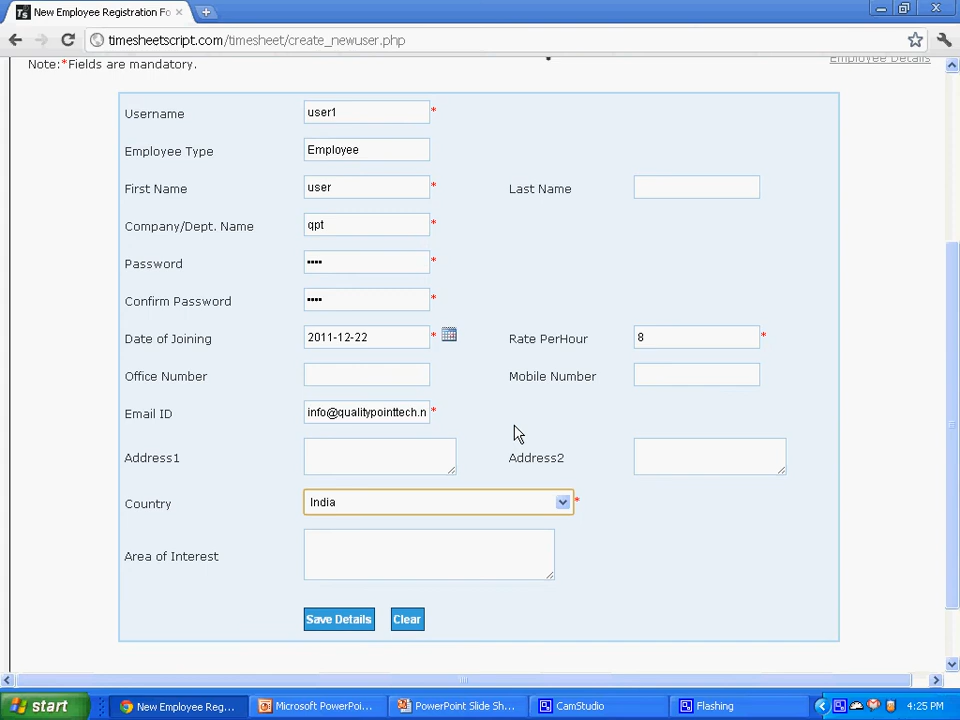 New Employee Registration Fo
timesheetscript.com/timesheet/create_newuser.php
Note:*Fields are mandatory.
Employee Details
Username
user1
*
Employee Type
Employee
First Name
user
*
Last Name
Company/Dept. Name
qpt
*
Password
••••
*
Confirm Password
••••
*
Date of Joining
2011-12-22
*
Rate PerHour
8
*
Office Number
Mobile Number
Email ID
info@qualitypointtech.n
*
Address1
Address2
Country
India
*
Area of Interest
Save Details
Clear
start
New Employee Reg...
Microsoft PowerPoi...
PowerPoint Slide Sh...
CamStudio
Flashing
4:25 PM